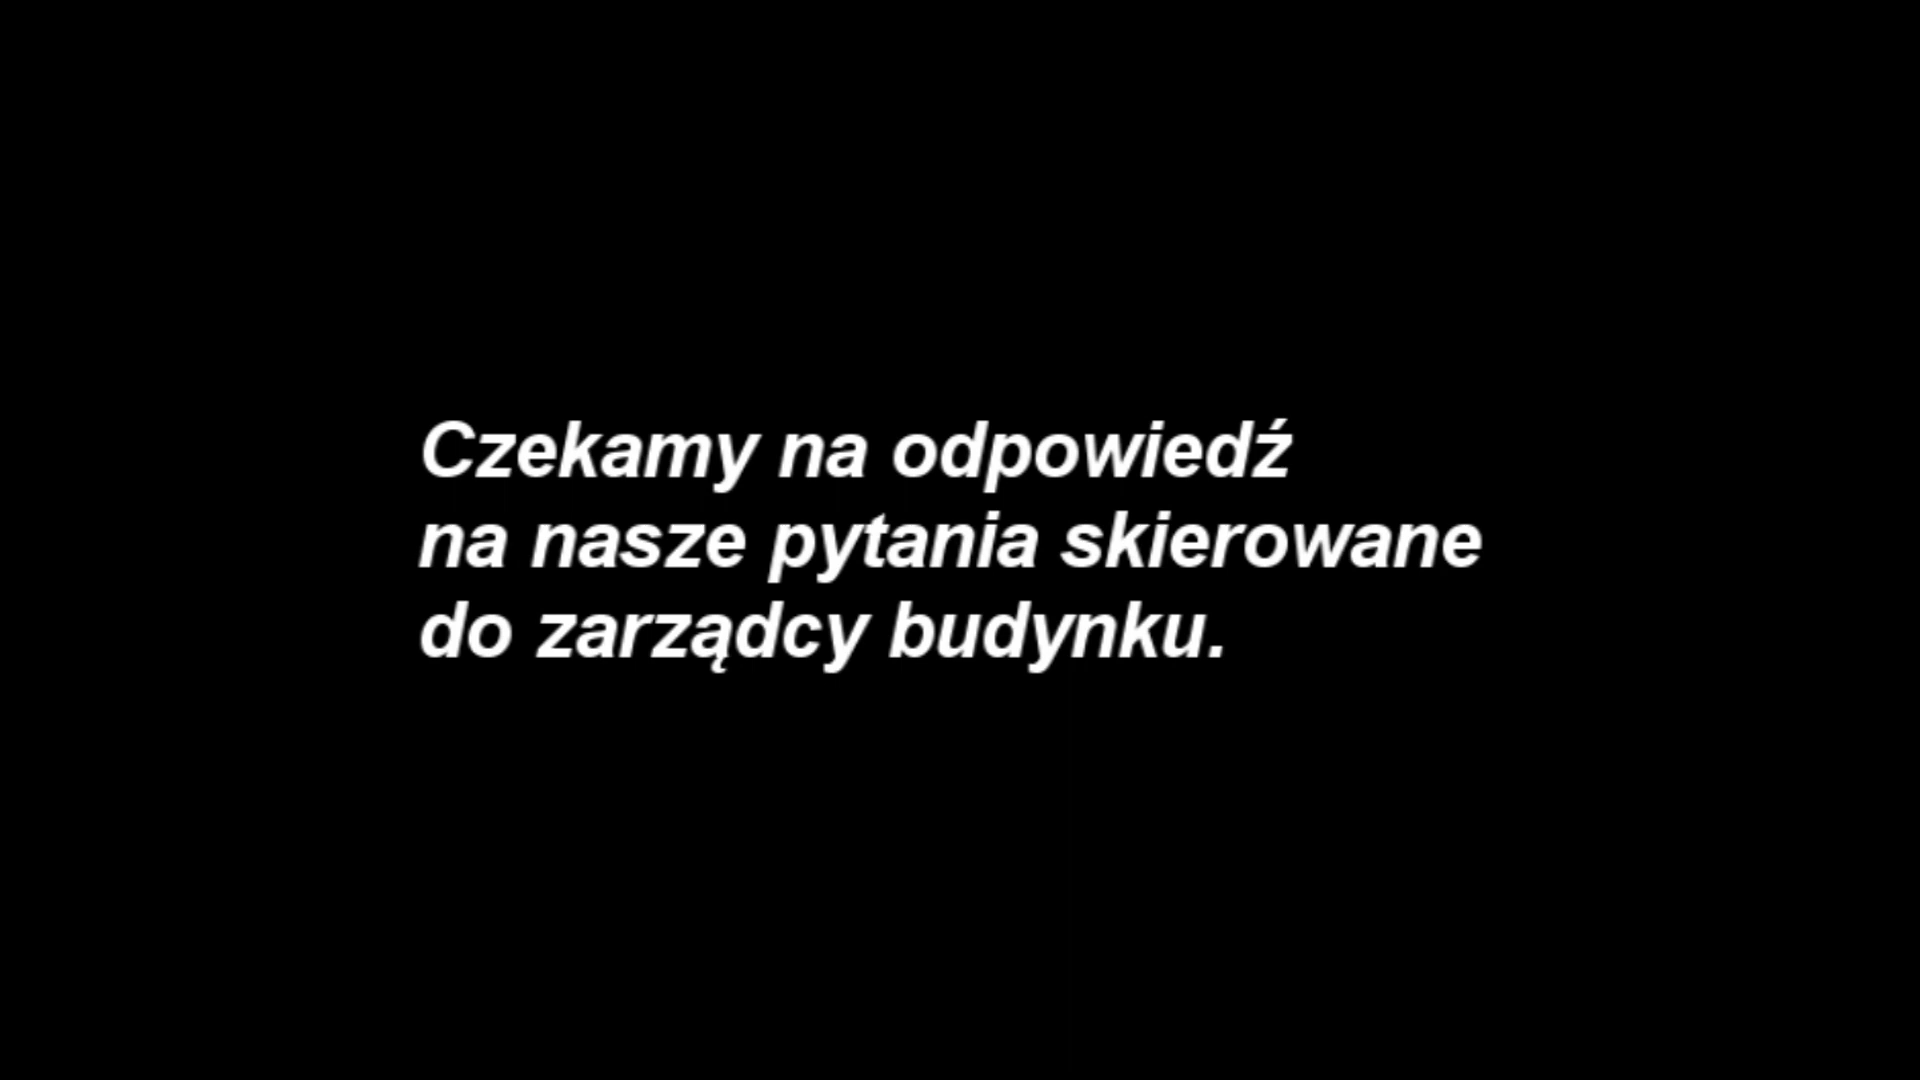 Czekamy na odpowiedź
na nasze pytania skierowane
do zarządcy budynku.